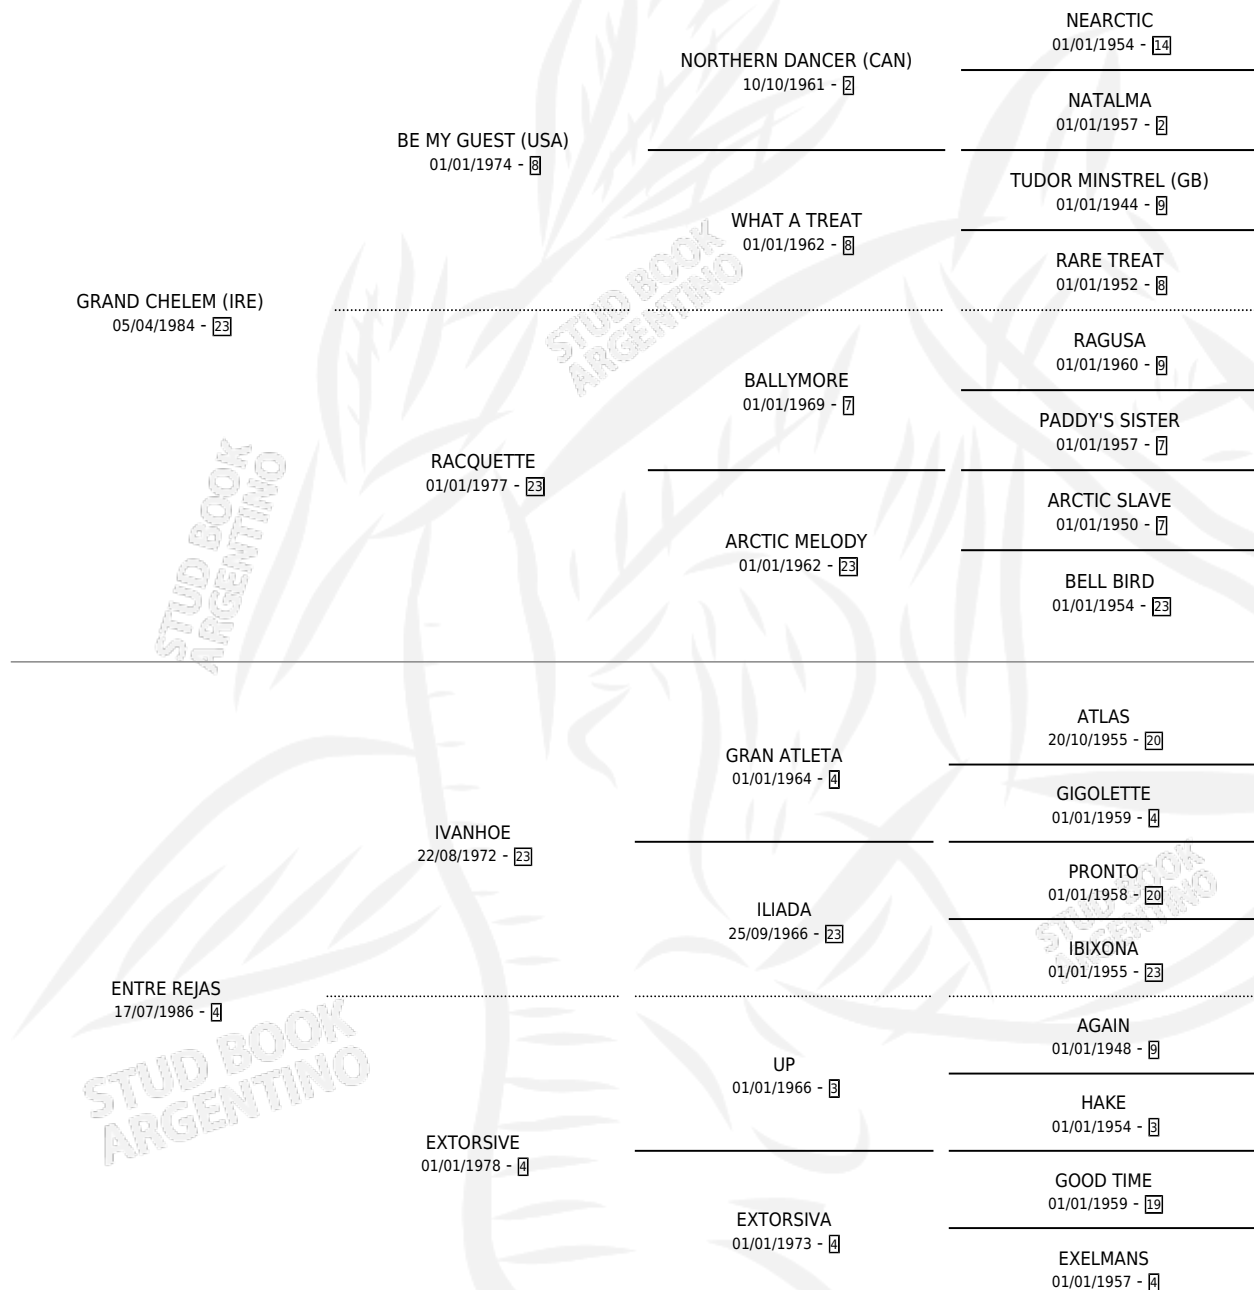 NEARCTIC
01/01/1954 - 14
NORTHERN DANCER (CAN)
10/10/1961 - 2
NATALMA
01/01/1957 - 2
BE MY GUEST (USA)
01/01/1974 - 8
TUDOR MINSTREL (GB)
01/01/1944 - 9
WHAT A TREAT
01/01/1962 - 8
RARE TREAT
01/01/1952 - 8
GRAND CHELEM (IRE)
05/04/1984 - 23
RAGUSA
01/01/1960 - 9
BALLYMORE
01/01/1969 - 7
PADDY'S SISTER
01/01/1957 - 7
RACQUETTE
01/01/1977 - 23
ARCTIC SLAVE
01/01/1950 - 7
ARCTIC MELODY
01/01/1962 - 23
BELL BIRD
01/01/1954 - 23
ATLAS
20/10/1955 - 20
GRAN ATLETA
01/01/1964 - 4
GIGOLETTE
01/01/1959 - 4
IVANHOE
22/08/1972 - 23
PRONTO
01/01/1958 - 20
ILIADA
25/09/1966 - 23
IBIXONA
01/01/1955 - 23
ENTRE REJAS
17/07/1986 - 4
AGAIN
01/01/1948 - 9
UP
01/01/1966 - 3
HAKE
01/01/1954 - 3
EXTORSIVE
01/01/1978 - 4
GOOD TIME
01/01/1959 - 19
EXTORSIVA
01/01/1973 - 4
EXELMANS
01/01/1957 - 4
STUD BOOK
ARGENTINO
STUD BOOK
ARGENTINO
STUD BOOK
ARGENTINO
STUD BOOK
ARGENTINO